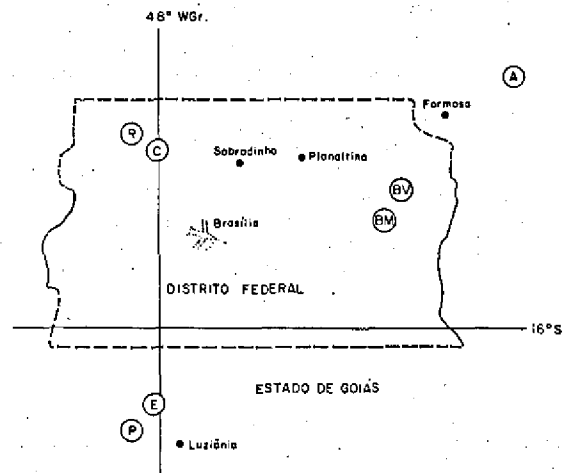 48° WGr.
A
Formosa
R
C
Sobradinho
Planaltina
BV
BM
Brasília
DISTRITO FEDERAL
16°S
ESTADO DE GOIÁS
E
P
Luziânia